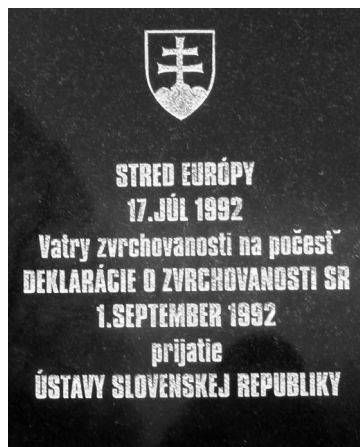 STRED EURÓPY
17.JÚL 1992
Vatry zvrchovanosti na počesť
DEKLARÁCIE O ZVRCHOVANOSTI SR
1.SEPTEMBER 1992
prijatie
ÚSTAVY SLOVENSKEJ REPUBLIKY